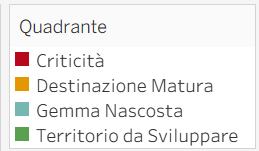 Quadrante
Criticità
Destinazione Matura
Gemma Nascosta
Territorio da Sviluppare